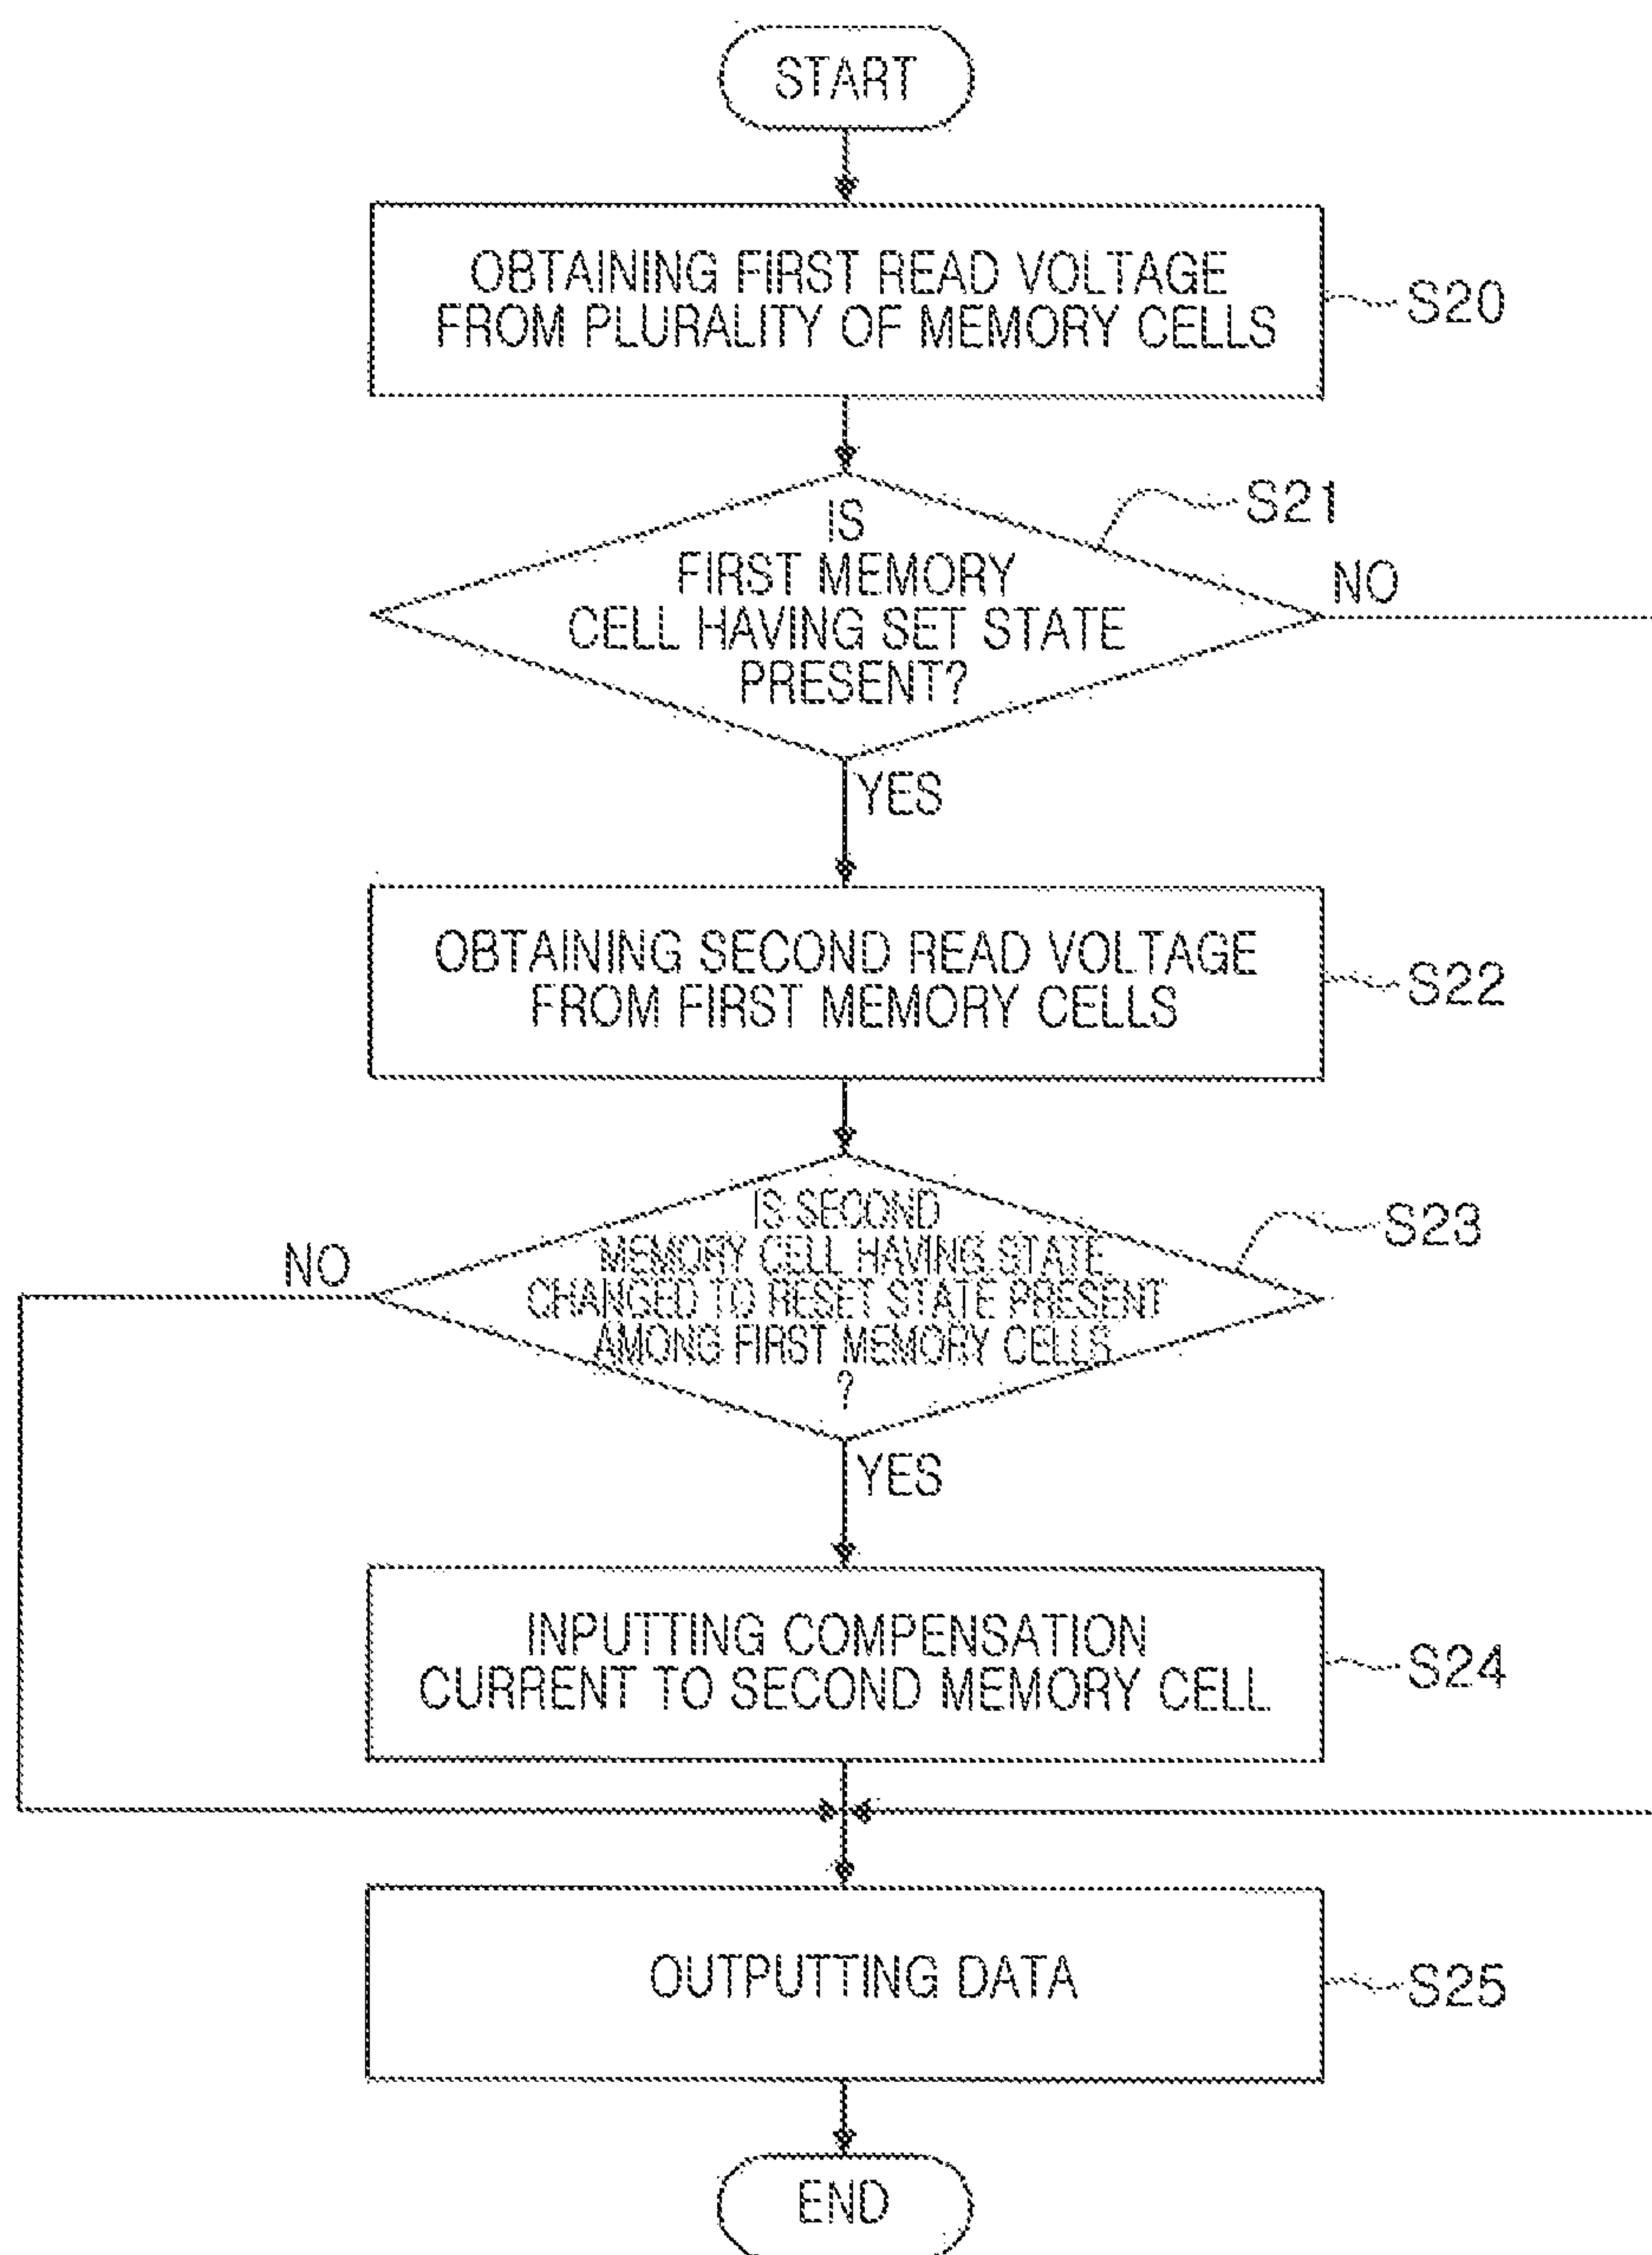 START
OBTAINING FIRST READ VOLTAGE
FROM PLURALITY OF MEMORY CELLS
S20
S21
IS
FIRST MEMORY
CELL HAVING SET STATE
PRESENT?
NO
YES
OBTAINING SECOND READ VOLTAGE
FROM FIRST MEMORY CELLS
S22
S23
IS SECOND
MEMORY CELL HAVING STATE
CHANGED TO RESET STATE PRESENT
AMONG FIRST MEMORY CELLS
?
NO
YES
INPUTTING COMPENSATION
CURRENT TO SECOND MEMORY CELL
S24
OUTPUTTING DATA
S25
END